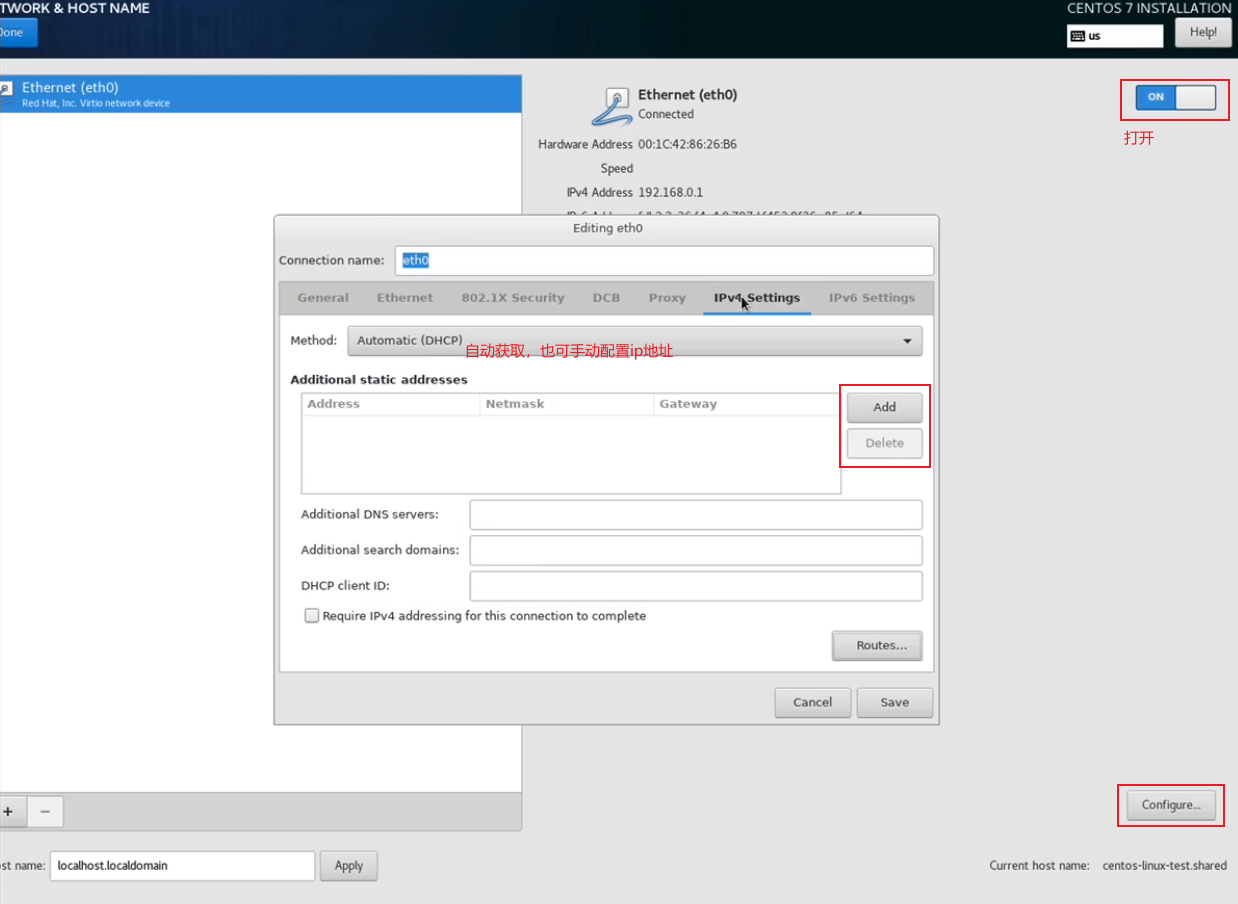 TWORK & HOST NAME
CENTOS 7 INSTALLATION
Done
us
Help!
Ethernet (eth0)
Red Hat, Inc. Virtio network device
Ethernet (eth0)
Connected
ON
打开
Hardware Address 00:1C:42:86:26:B6
Speed
IPv4 Address 192.168.0.1
Editing eth0
Connection name: eth0
General Ethernet 802.1X Security DCB Proxy IPv4 Settings IPv6 Settings
Method: Automatic (DHCP)
自动获取，也可手动配置ip地址
Additional static addresses
Address Netmask Gateway
Add
Delete
Additional DNS servers:
Additional search domains:
DHCP client ID:
Require IPv4 addressing for this connection to complete
Routes...
Cancel Save
+ −
Configure...
st name: localhost.localdomain Apply
Current host name: centos-linux-test.shared